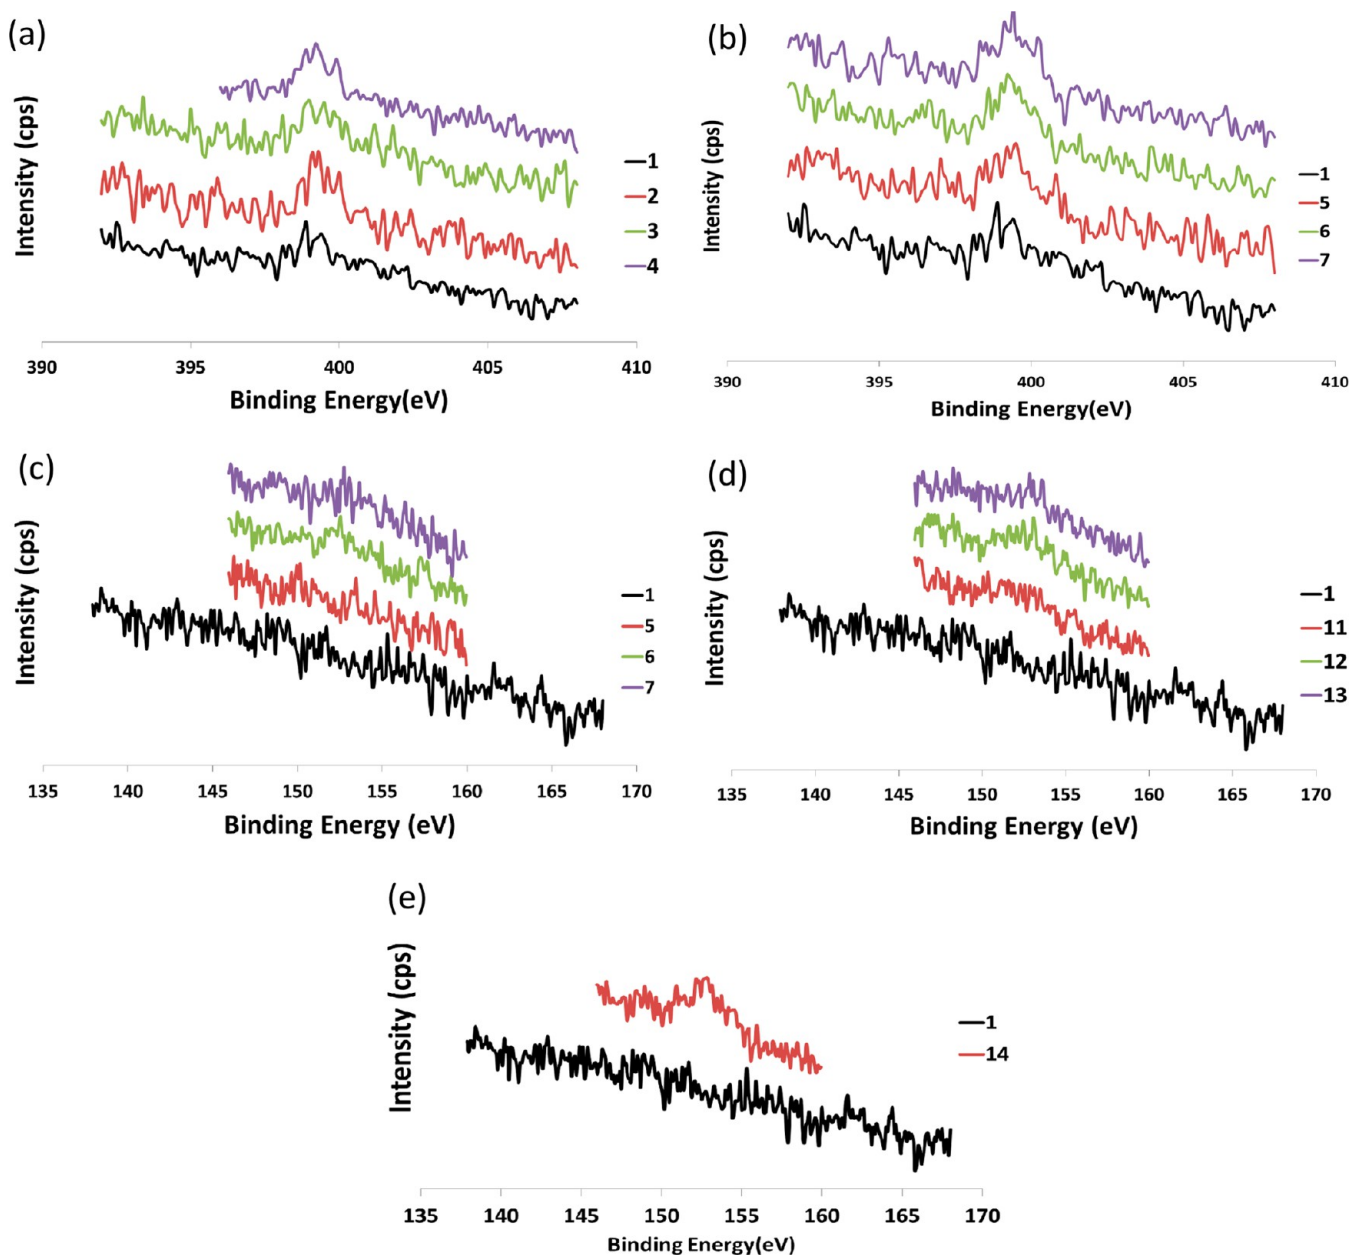 (a)
Intensity (cps)
1
2
3
4
390 395 400 405 410
Binding Energy(eV)
(b)
Intensity (cps)
1
5
6
7
390 395 400 405 410
Binding Energy(eV)
(c)
Intensity (cps)
1
5
6
7
135 140 145 150 155 160 165 170
Binding Energy (eV)
(d)
Intensity (cps)
1
11
12
13
135 140 145 150 155 160 165 170
Binding Energy (eV)
(e)
Intensity (cps)
1
14
135 140 145 150 155 160 165 170
Binding Energy(eV)